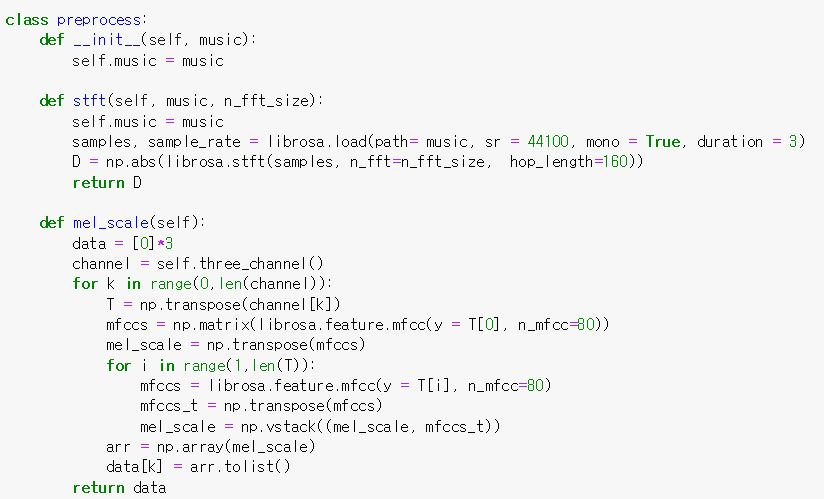 class preprocess:
    def __init__(self, music):
        self.music = music

    def stft(self, music, n_fft_size):
        self.music = music
        samples, sample_rate = librosa.load(path= music, sr = 44100, mono = True, duration = 3)
        D = np.abs(librosa.stft(samples, n_fft=n_fft_size,  hop_length=160))
        return D

    def mel_scale(self):
        data = [0]*3
        channel = self.three_channel()
        for k in range(0,len(channel)):
            T = np.transpose(channel[k])
            mfccs = np.matrix(librosa.feature.mfcc(y = T[0], n_mfcc=80))
            mel_scale = np.transpose(mfccs)
            for i in range(1,len(T)):
                mfccs = librosa.feature.mfcc(y = T[i], n_mfcc=80)
                mfccs_t = np.transpose(mfccs)
                mel_scale = np.vstack((mel_scale, mfccs_t))
            arr = np.array(mel_scale)
            data[k] = arr.tolist()
        return data